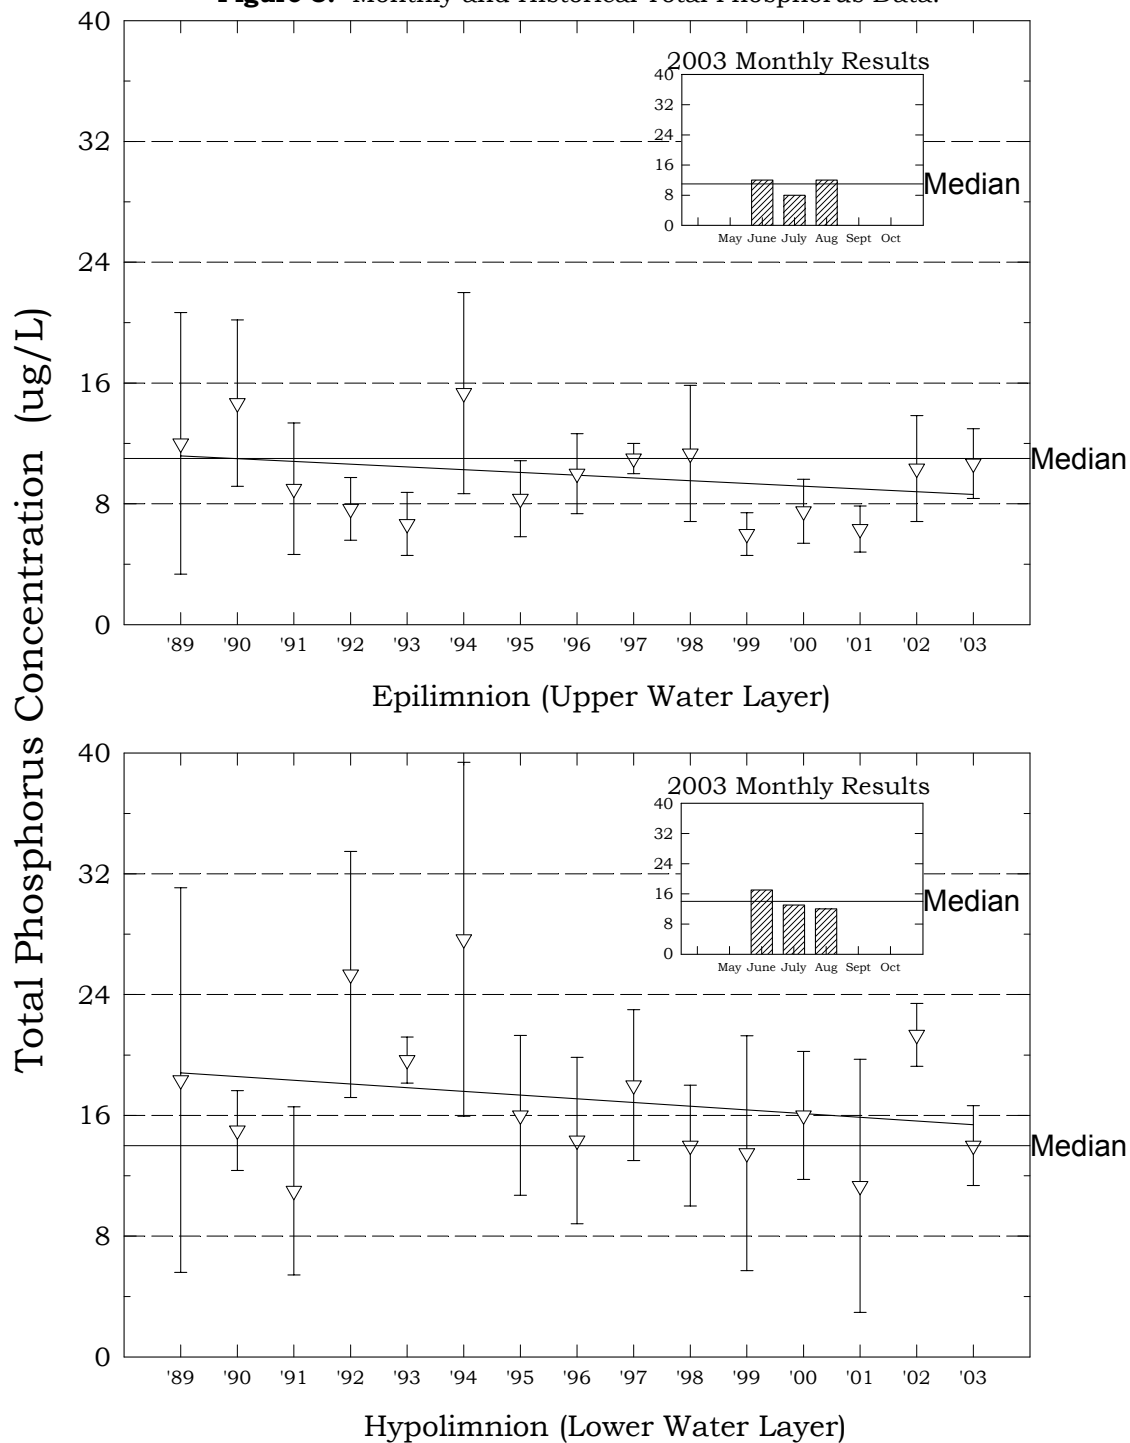 Figure 3. Monthly and Historical Total Phosphorus Data.
Total Phosphorus Concentration (ug/L)
40
32
24
16
8
0
2003 Monthly Results
40
32
24
16
8
0
Median
May June July Aug Sept Oct
Median
'89 '90 '91 '92 '93 '94 '95 '96 '97 '98 '99 '00 '01 '02 '03
Epilimnion (Upper Water Layer)
40
32
24
16
8
0
2003 Monthly Results
40
32
24
16
8
0
Median
May June July Aug Sept Oct
Median
'89 '90 '91 '92 '93 '94 '95 '96 '97 '98 '99 '00 '01 '02 '03
Hypolimnion (Lower Water Layer)